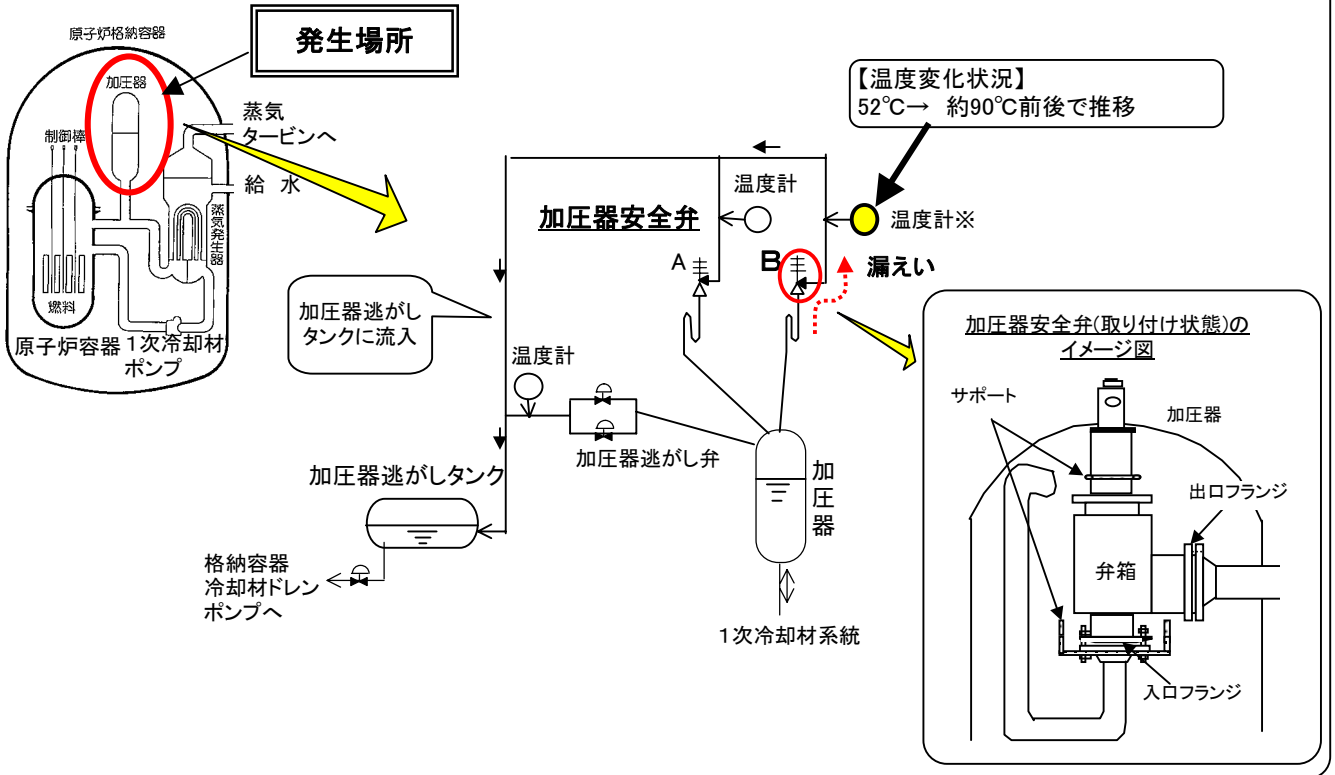 原子炉格納容器
発生場所
加圧器
制御棒
蒸気
タービンへ
給 水
蒸気発生器
燃料
原子炉容器
1次冷却材
ポンプ
【温度変化状況】
52℃→ 約90℃前後で推移
温度計
加圧器安全弁
温度計※
A
B
漏えい
加圧器逃がし
タンクに流入
温度計
加圧器逃がし弁
加圧器逃がタンク
加圧器
格納容器
冷却材ドレン
ポンプへ
1次冷却材系統
加圧器安全弁(取り付け状態)の
イメージ図
サポート
加圧器
出口フランジ
弁箱
入口フランジ